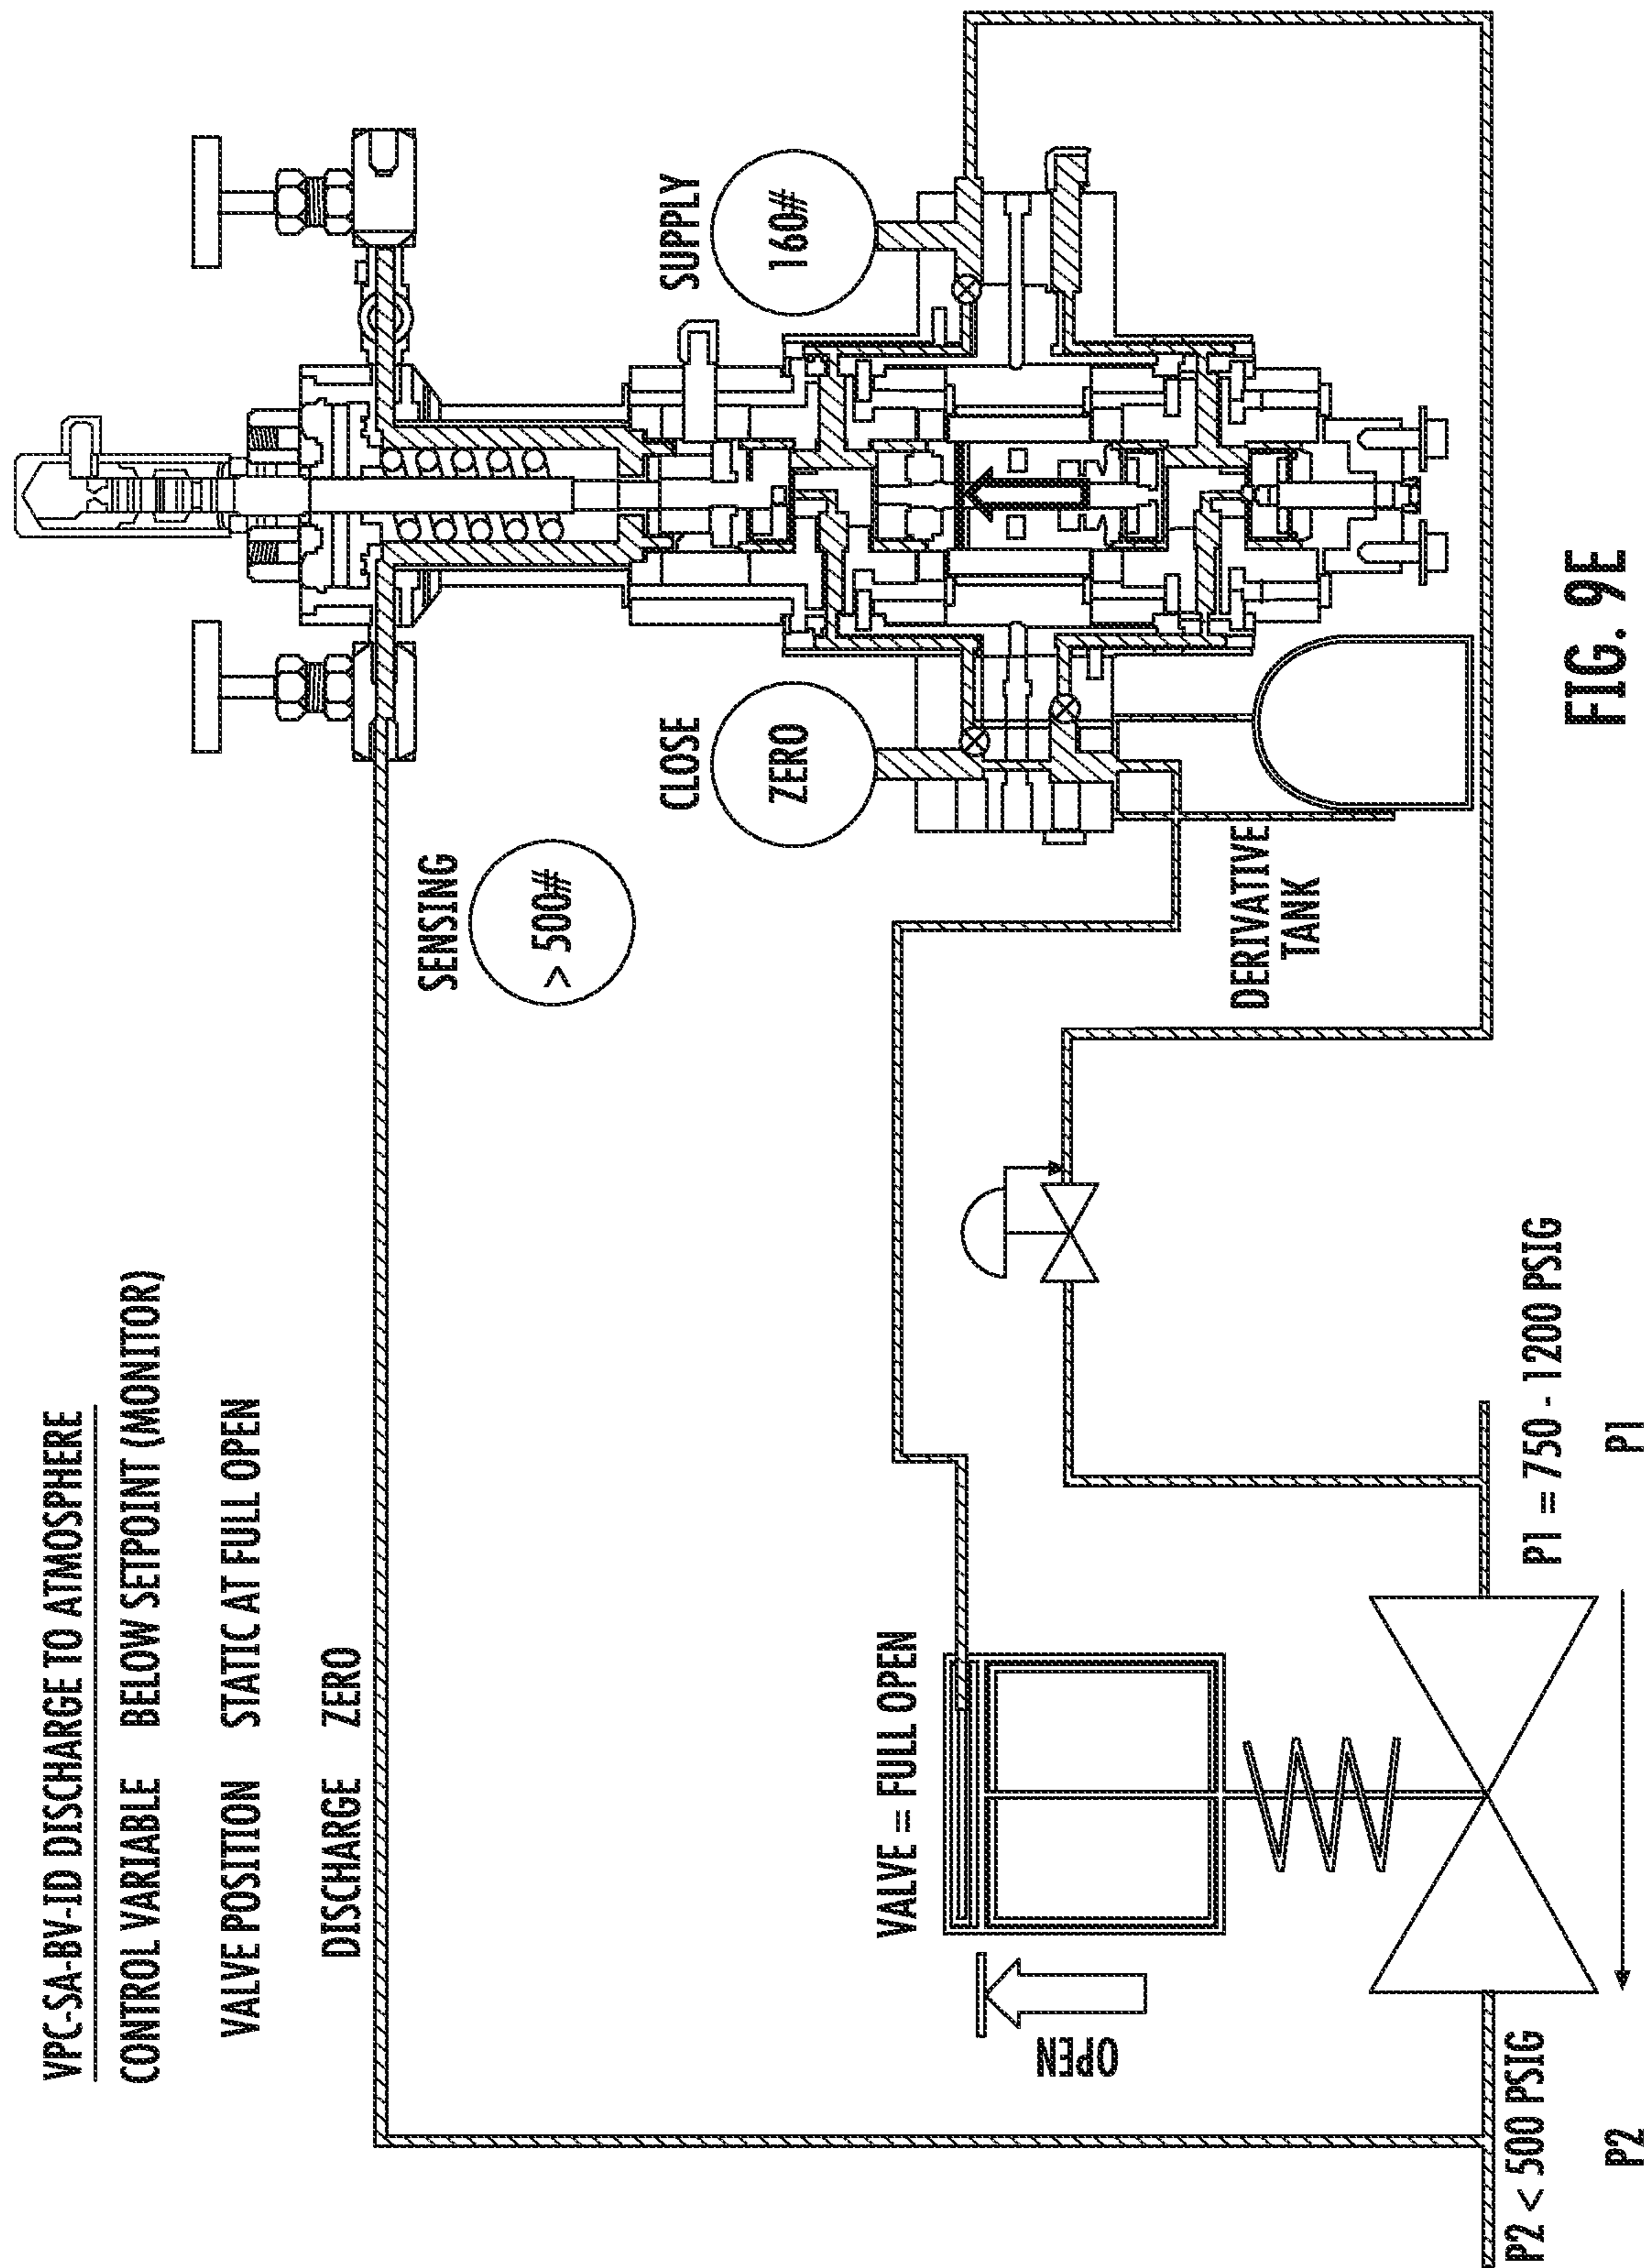 VPC-SA-BV-ID DISCHARGE TO ATMOSPHERE
CONTROL VARIABLE BELOW SETPOINT (MONITOR)
VALVE POSITION STATIC AT FULL OPEN
DISCHARGE ZERO
SENSING
> 500#
CLOSE
ZERO
SUPPLY
160#
VALVE = FULL OPEN
OPEN
DERIVATIVE
TANK
P2 < 500 PSIG
P1 = 750 - 1200 PSIG
P2
P1
FIG. 9E